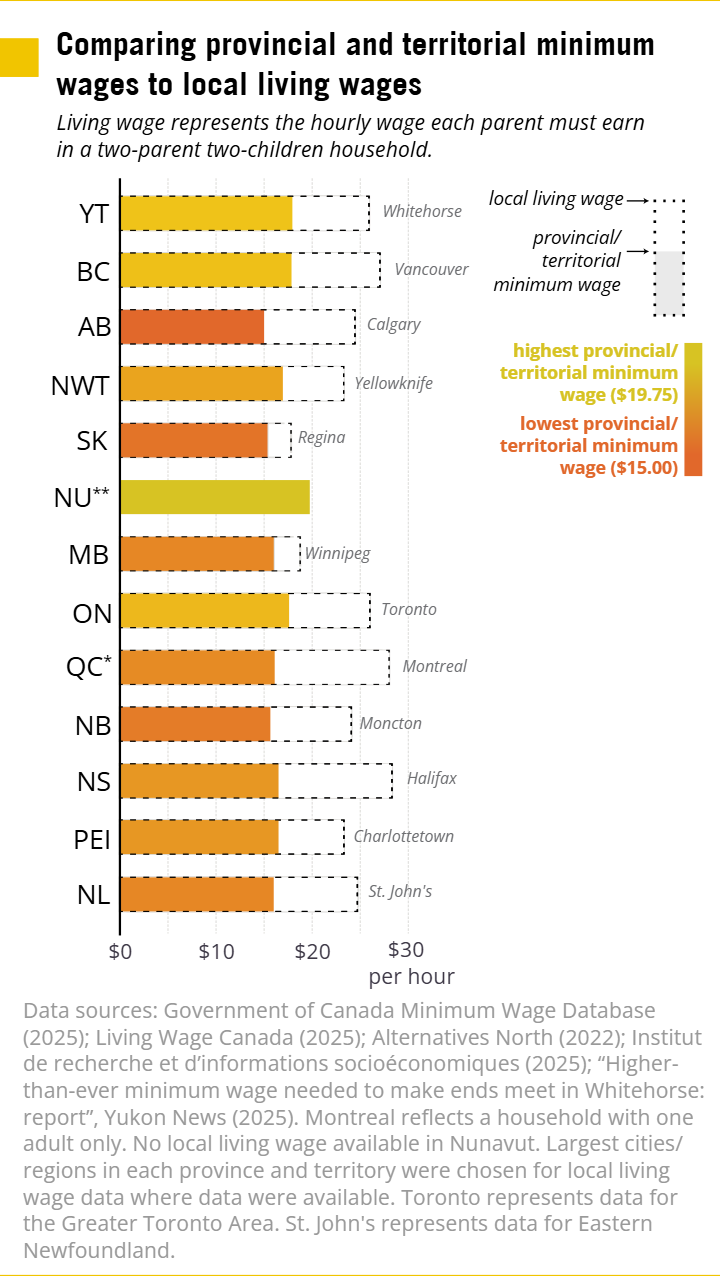 Comparing provincial and territorial minimum
wages to local living wages
Living wage represents the hourly wage each parent must earn
in a two-parent two-children household.
local living wage
provincial/
territorial
minimum wage
highest provincial/
territorial minimum
wage ($19.75)
lowest provincial/
territorial minimum
wage ($15.00)
YT Whitehorse
BC Vancouver
AB Calgary
NWT Yellowknife
SK Regina
NU**
MB Winnipeg
ON Toronto
QC* Montreal
NB Moncton
NS Halifax
PEI Charlottetown
NL St. John's
$0 $10 $20 $30
per hour
Data sources: Government of Canada Minimum Wage Database
(2025); Living Wage Canada (2025); Alternatives North (2022); Institut
de recherche et d’informations socioéconomiques (2025); “Higher-
than-ever minimum wage needed to make ends meet in Whitehorse:
report”, Yukon News (2025). Montreal reflects a household with one
adult only. No local living wage available in Nunavut. Largest cities/
regions in each province and territory were chosen for local living
wage data where data were available. Toronto represents data for
the Greater Toronto Area. St. John's represents data for Eastern
Newfoundland.